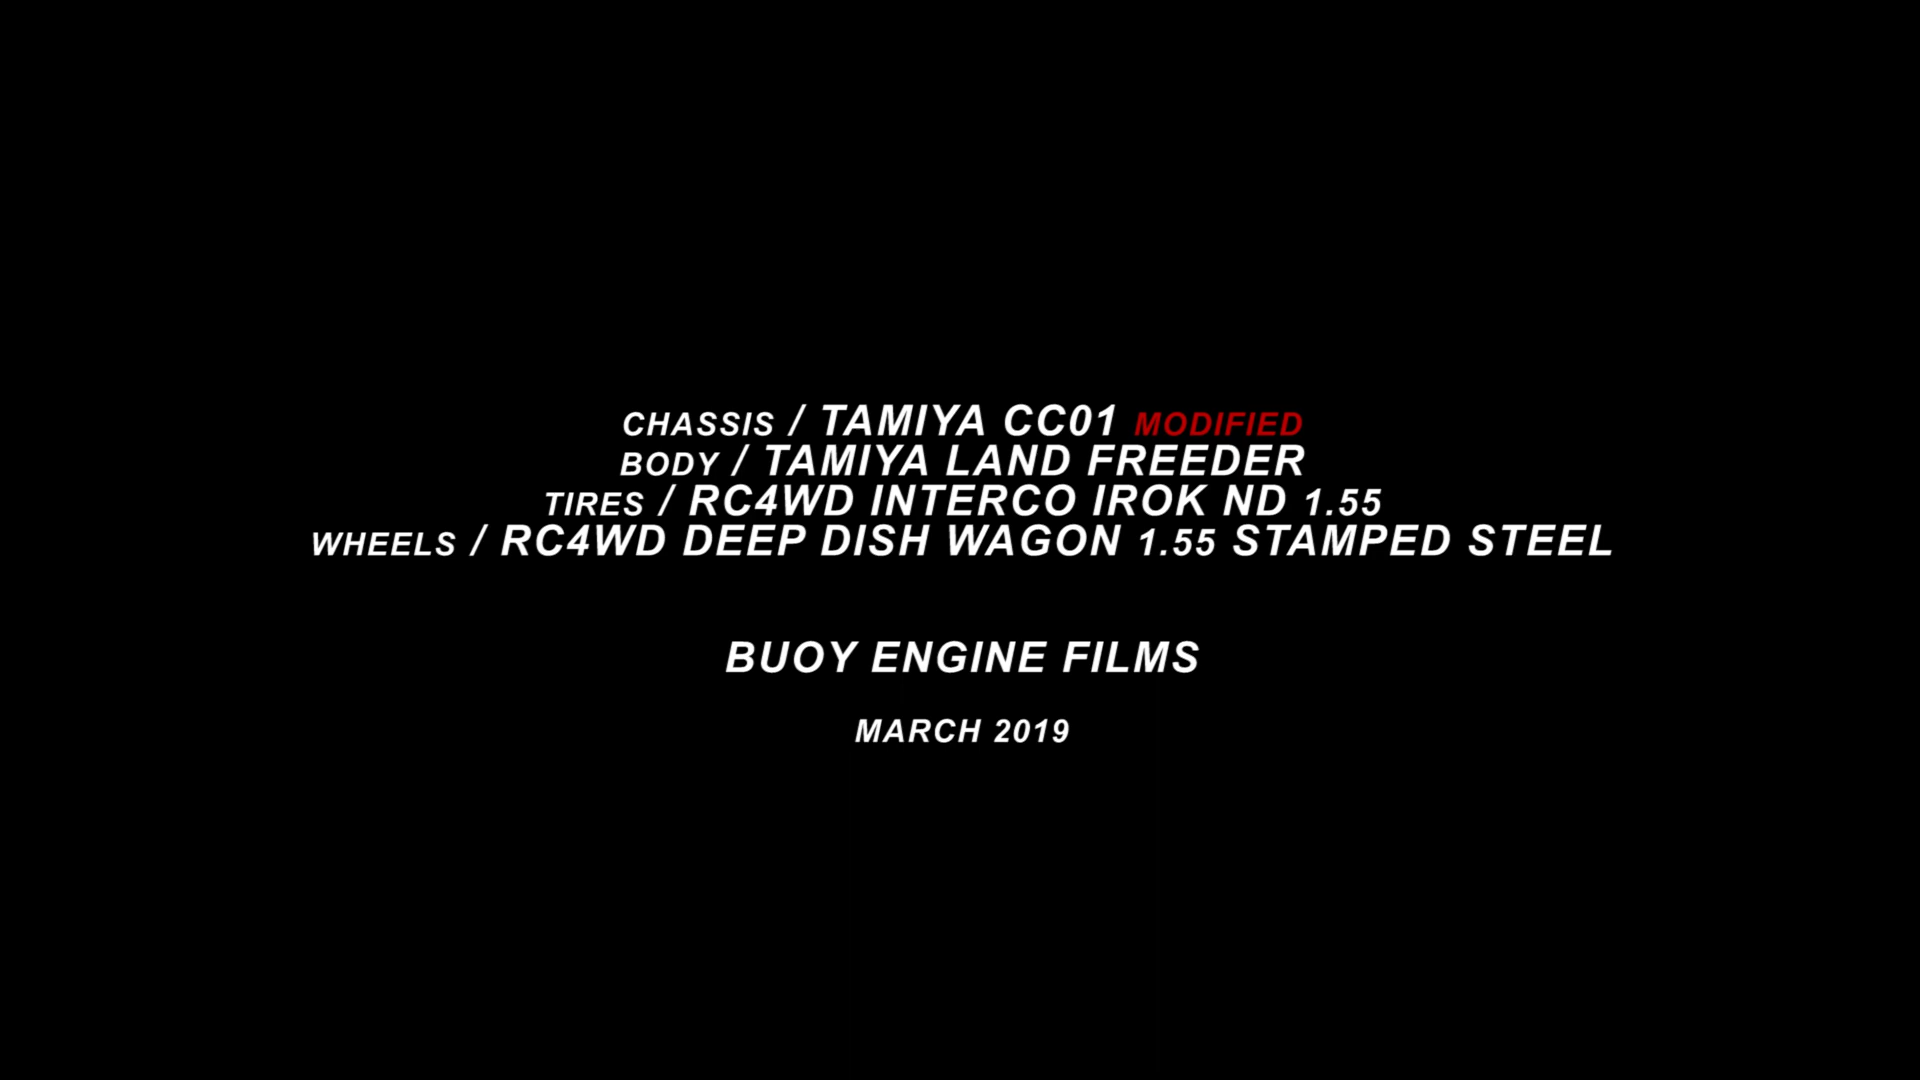 CHASSIS / TAMIYA CC01 MODIFIED
BODY / TAMIYA LAND FREEDER
TIRES / RC4WD INTERCO IROK ND 1.55
WHEELS / RC4WD DEEP DISH WAGON 1.55 STAMPED STEEL
BUOY ENGINE FILMS
MARCH 2019